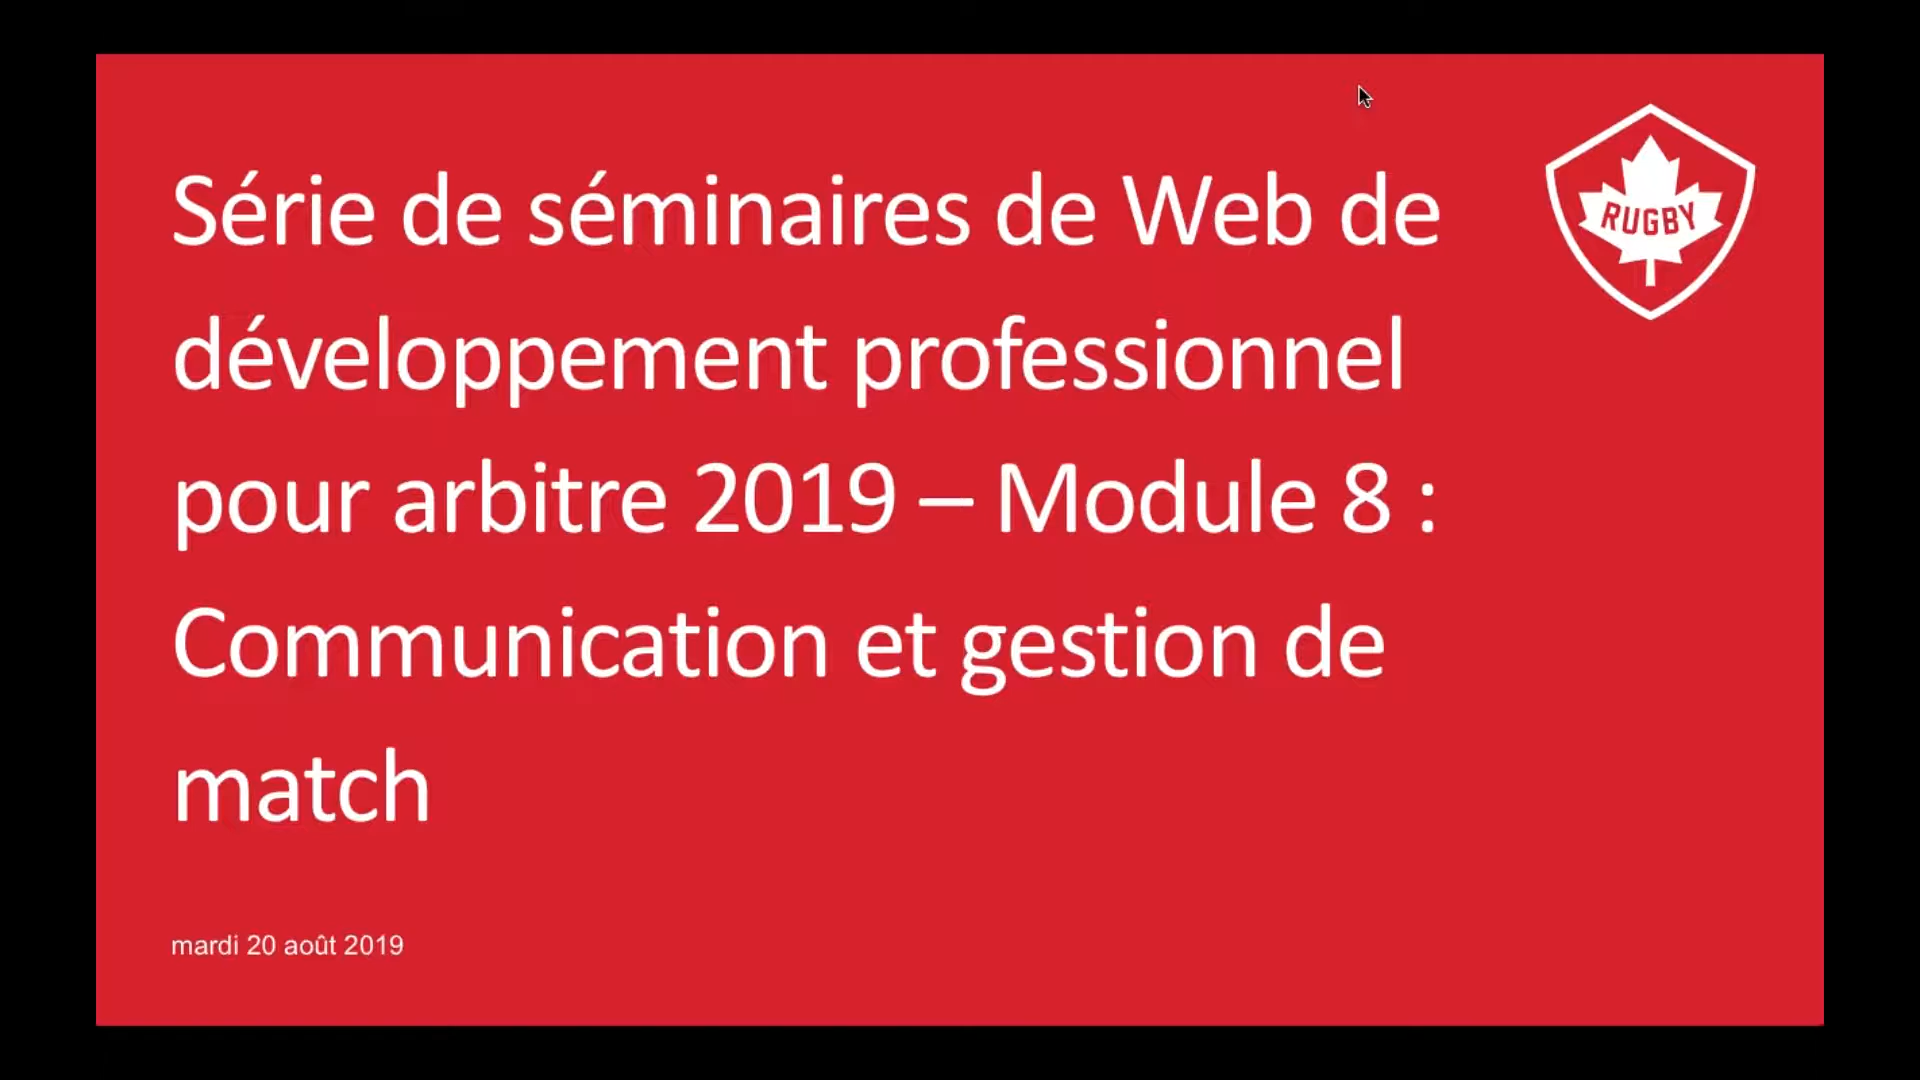 Série de séminaires de Web de
développement professionnel
pour arbitre 2019 – Module 8 :
Communication et gestion de
match
RUGBY
mardi 20 août 2019